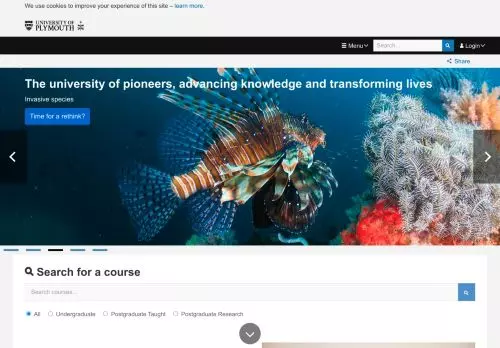 We use cookies to improve your experience of this site – learn more.
UNIVERSITY OF
PLYMOUTH
Menu
Search...
Login
Share
The university of pioneers, advancing knowledge and transforming lives
Invasive species
Time for a rethink?
Search for a course
Search courses...
All
Undergraduate
Postgraduate Taught
Postgraduate Research